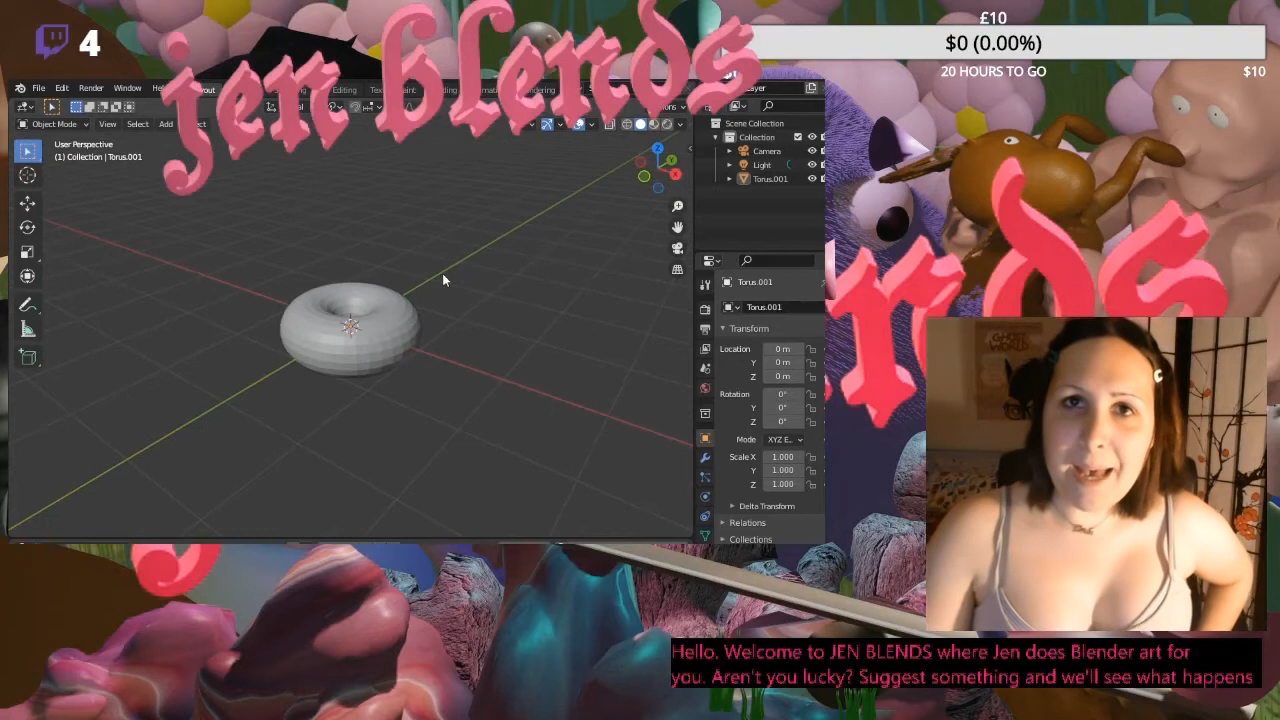 4
jen blends
£10
$0 (0.00%)
20 HOURS TO GO
$10
File Edit Render Window
Object Mode View Select Add
User Perspective
(1) Collection | Torus.001
Z
Y
X
Scene Collection
Collection
Camera
Light
Torus.001
Torus.001
Torus.001
Transform
Location 0 m
Y 0 m
Z 0 m
Rotation 0°
Y 0°
Z 0°
Mode XYZ E..
Scale X 1.000
Y 1.000
Z 1.000
Delta Transform
Relations
Collections
Hello. Welcome to JEN BLENDS where Jen does Blender art for
you. Aren't you lucky? Suggest something and we'll see what happens